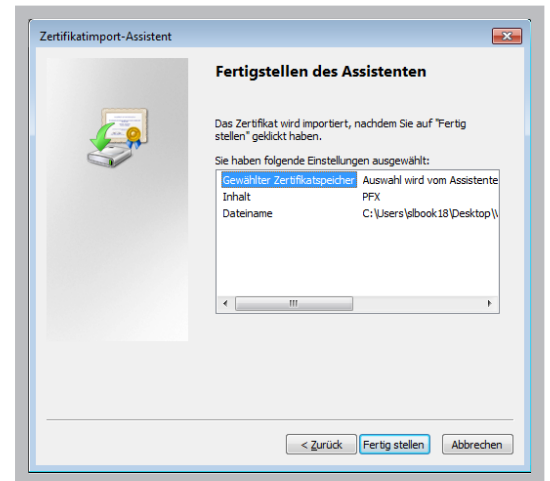 Zertifikatimport-Assistent
Fertigstellen des Assistenten
Das Zertifikat wird importiert, nachdem Sie auf "Fertig
stellen" geklickt haben.
Sie haben folgende Einstellungen ausgewählt:
Gewählter Zertifikatspeicher Auswahl wird vom Assistente
Inhalt PFX
Dateiname C:\Users\slbook18\Desktop\
< Zurück Fertig stellen Abbrechen